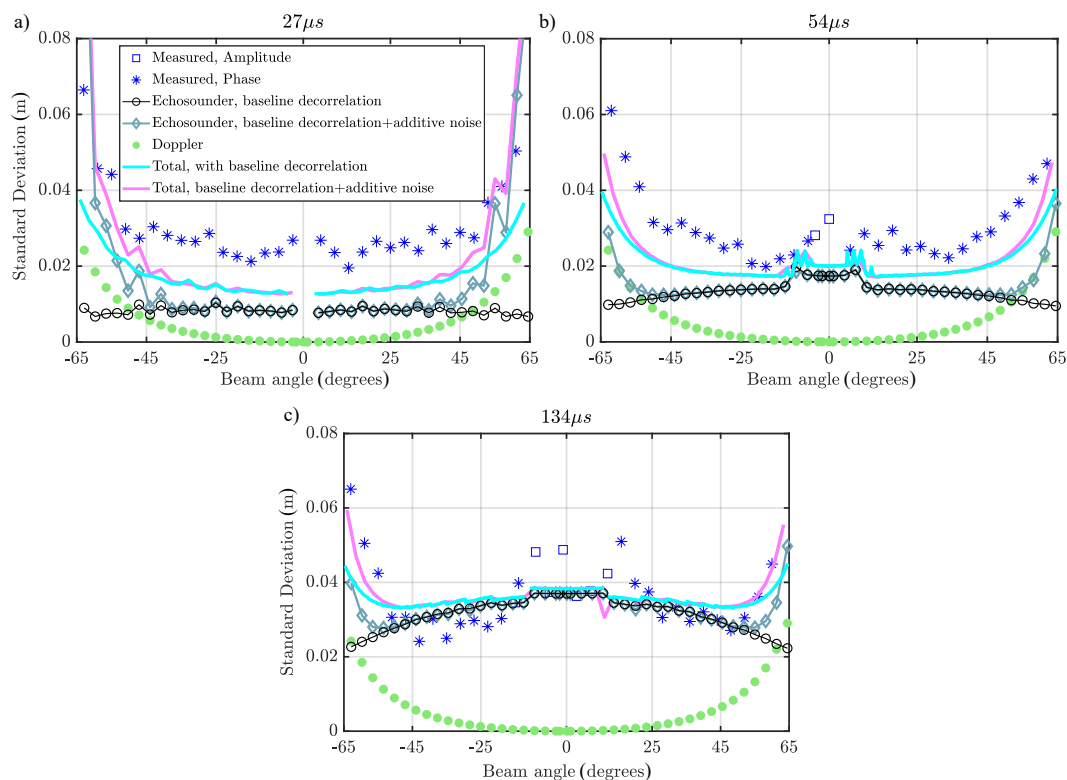 a)
27μs
Standard Deviation (m)
0.08
0.06
0.04
0.02
0
Measured, Amplitude
Measured, Phase
Echosounder, baseline decorrelation
Echosounder, baseline decorrelation+additive noise
Doppler
Total, with baseline decorrelation
Total, baseline decorrelation+additive noise
-65 -45 -25 0 25 45 65
Beam angle (degrees)
b)
54μs
0.08
0.06
0.04
0.02
0
-65 -45 -25 0 25 45 65
Beam angle (degrees)
c)
134μs
Standard Deviation (m)
0.08
0.06
0.04
0.02
0
-65 -45 -25 0 25 45 65
Beam angle (degrees)